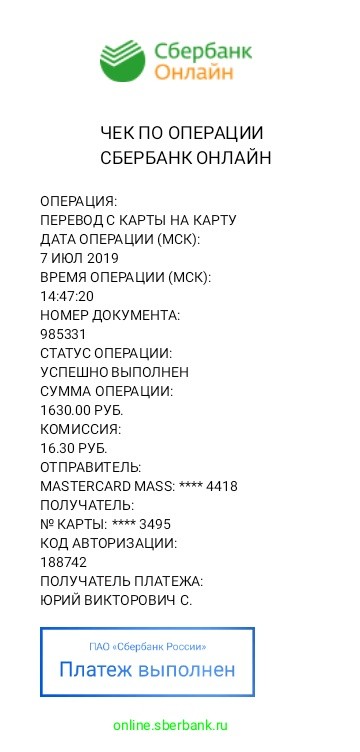 Сбербанк
Онлайн
ЧЕК ПО ОПЕРАЦИИ
СБЕРБАНК ОНЛАЙН
ОПЕРАЦИЯ:
ПЕРЕВОД С КАРТЫ НА КАРТУ
ДАТА ОПЕРАЦИИ (МСК):
7 ИЮЛ 2019
ВРЕМЯ ОПЕРАЦИИ (МСК):
14:47:20
НОМЕР ДОКУМЕНТА:
985331
СТАТУС ОПЕРАЦИИ:
УСПЕШНО ВЫПОЛНЕН
СУММА ОПЕРАЦИИ:
1630.00 РУБ.
КОМИССИЯ:
16.30 РУБ.
ОТПРАВИТЕЛЬ:
MASTERCARD MASS: **** 4418
ПОЛУЧАТЕЛЬ:
№ КАРТЫ: **** 3495
КОД АВТОРИЗАЦИИ:
188742
ПОЛУЧАТЕЛЬ ПЛАТЕЖА:
ЮРИЙ ВИКТОРОВИЧ С.
ПАО «Сбербанк России»
Платеж выполнен
online.sberbank.ru